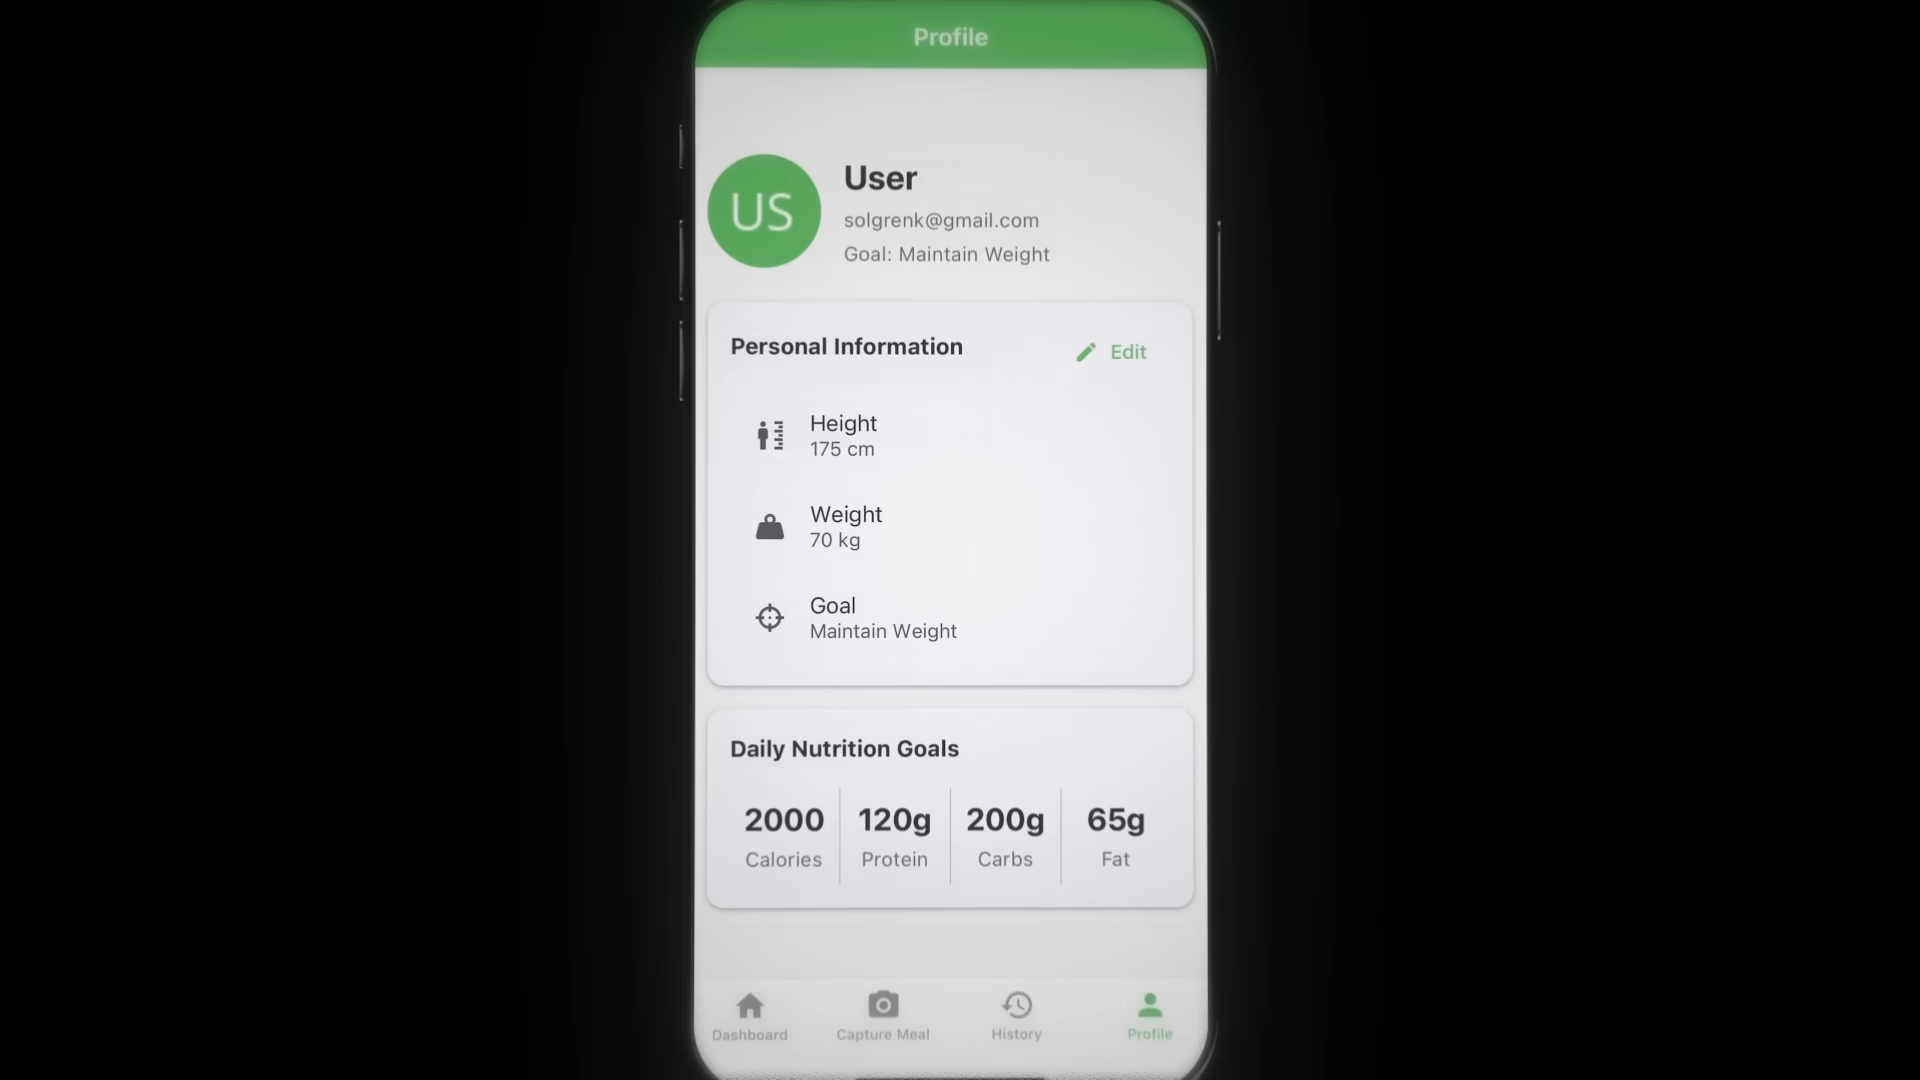 Profile
US
User
solgrenk@gmail.com
Goal: Maintain Weight
Personal Information
Edit
Height
175 cm
Weight
70 kg
Goal
Maintain Weight
Daily Nutrition Goals
2000 120g 200g 65g
Calories Protein Carbs Fat
Dashboard Capture Meal History Profile